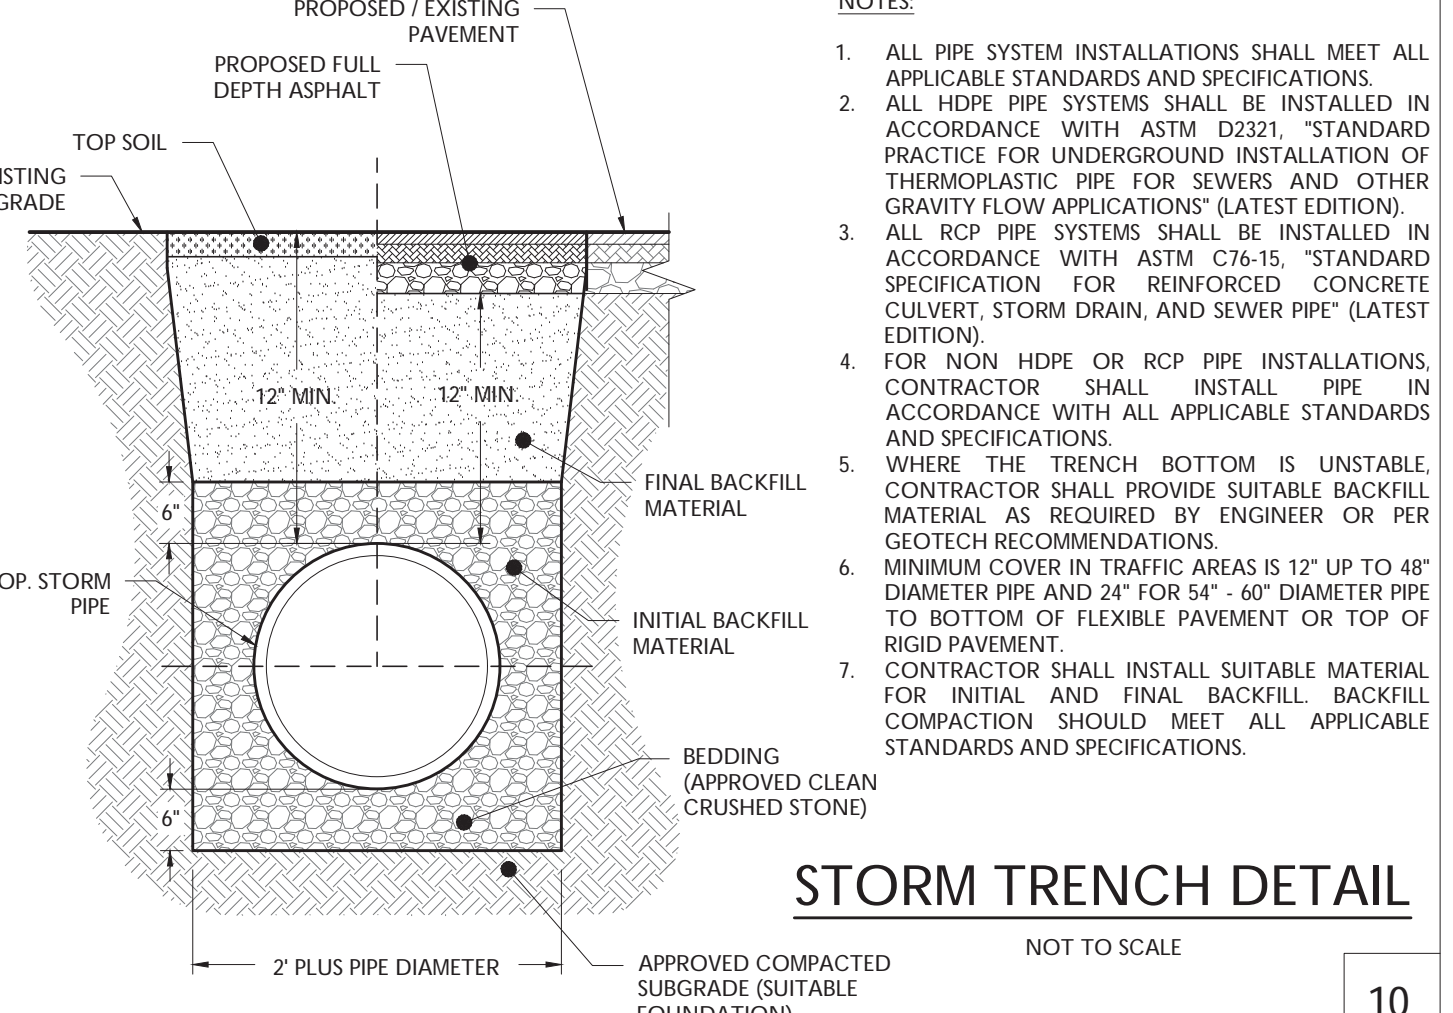 PROPOSED / EXISTING
PAVEMENT
PROPOSED FULL
DEPTH ASPHALT
TOP SOIL
ISTING
GRADE
12" MIN.
12" MIN.
6"
FINAL BACKFILL
MATERIAL
OP. STORM
PIPE
INITIAL BACKFILL
MATERIAL
BEDDING
(APPROVED CLEAN
CRUSHED STONE)
6"
2' PLUS PIPE DIAMETER
APPROVED COMPACTED
SUBGRADE (SUITABLE
FOUNDATION)
NOTES:
1. ALL PIPE SYSTEM INSTALLATIONS SHALL MEET ALL
APPLICABLE STANDARDS AND SPECIFICATIONS.
2. ALL HDPE PIPE SYSTEMS SHALL BE INSTALLED IN
ACCORDANCE WITH ASTM D2321, "STANDARD
PRACTICE FOR UNDERGROUND INSTALLATION OF
THERMOPLASTIC PIPE FOR SEWERS AND OTHER
GRAVITY FLOW APPLICATIONS" (LATEST EDITION).
3. ALL RCP PIPE SYSTEMS SHALL BE INSTALLED IN
ACCORDANCE WITH ASTM C76-15, "STANDARD
SPECIFICATION FOR REINFORCED CONCRETE
CULVERT, STORM DRAIN, AND SEWER PIPE" (LATEST
EDITION).
4. FOR NON HDPE OR RCP PIPE INSTALLATIONS,
CONTRACTOR SHALL INSTALL PIPE IN
ACCORDANCE WITH ALL APPLICABLE STANDARDS
AND SPECIFICATIONS.
5. WHERE THE TRENCH BOTTOM IS UNSTABLE,
CONTRACTOR SHALL PROVIDE SUITABLE BACKFILL
MATERIAL AS REQUIRED BY ENGINEER OR PER
GEOTECH RECOMMENDATIONS.
6. MINIMUM COVER IN TRAFFIC AREAS IS 12" UP TO 48"
DIAMETER PIPE AND 24" FOR 54" - 60" DIAMETER PIPE
TO BOTTOM OF FLEXIBLE PAVEMENT OR TOP OF
RIGID PAVEMENT.
7. CONTRACTOR SHALL INSTALL SUITABLE MATERIAL
FOR INITIAL AND FINAL BACKFILL. BACKFILL
COMPACTION SHOULD MEET ALL APPLICABLE
STANDARDS AND SPECIFICATIONS.
STORM TRENCH DETAIL
NOT TO SCALE
10